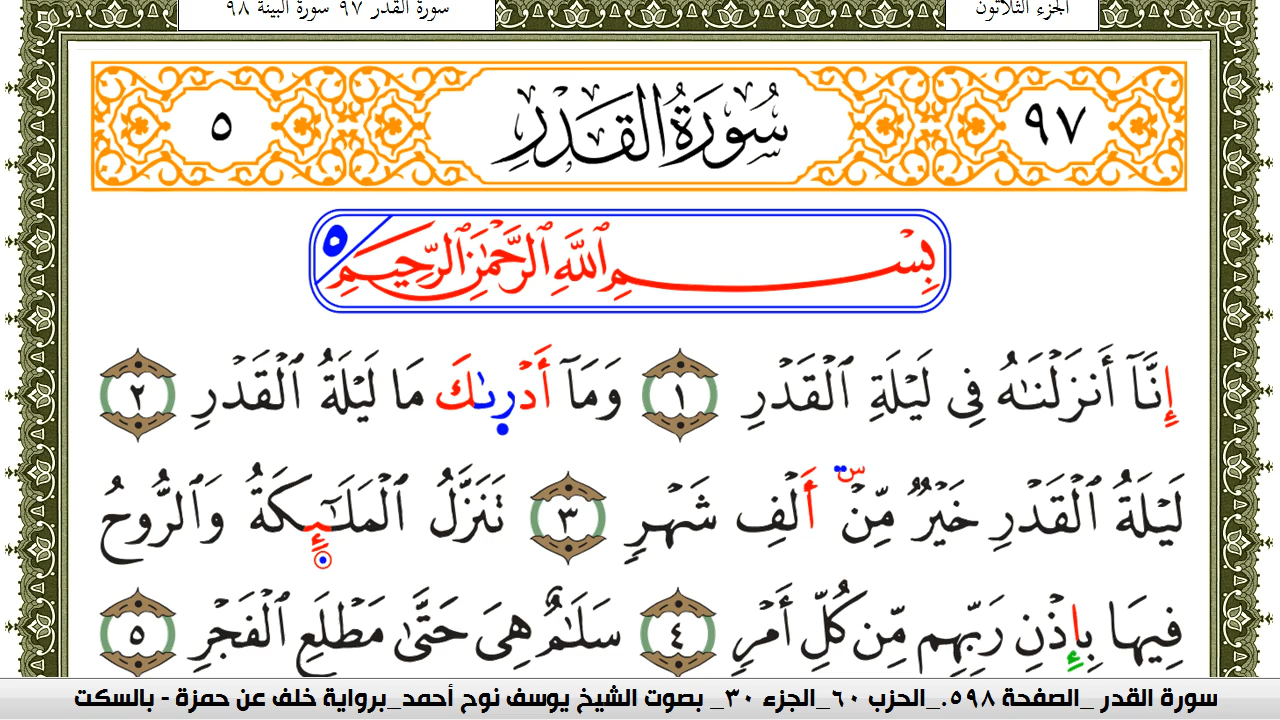 الجزء الثلاثون
سورة القدر ٩٧ سورة البينة ٩٨
٩٧ سُورَةُ القَدۡرِ ٥
بِسۡمِ ٱللَّهِ ٱلرَّحۡمَٰنِ ٱلرَّحِيمِ ٥
إِنَّآ أَنزَلۡنَٰهُ فِي لَيۡلَةِ ٱلۡقَدۡرِ ١ وَمَآ أَدۡرىٰكَ مَا لَيۡلَةُ ٱلۡقَدۡرِ ٢
لَيۡلَةُ ٱلۡقَدۡرِ خَيۡرٌ مِّنۡ س أَلۡفِ شَهۡرٍ ٣ تَنَزَّلُ ٱلۡمَلَٰٓئِكَةُ وَٱلرُّوحُ
فِيهَا بِإِذۡنِ رَبِّهِم مِّن كُلِّ أَمۡرٍ ٤ سَلَٰمٌ هِيَ حَتَّىٰ مَطۡلَعِ ٱلۡفَجۡرِ ٥
سورة القدر _الصفحة ٥٩٨._الحزب ٦٠_الجزء ٣٠_ بصوت الشيخ يوسف نوح أحمد_برواية خلف عن حمزة - بالسكت